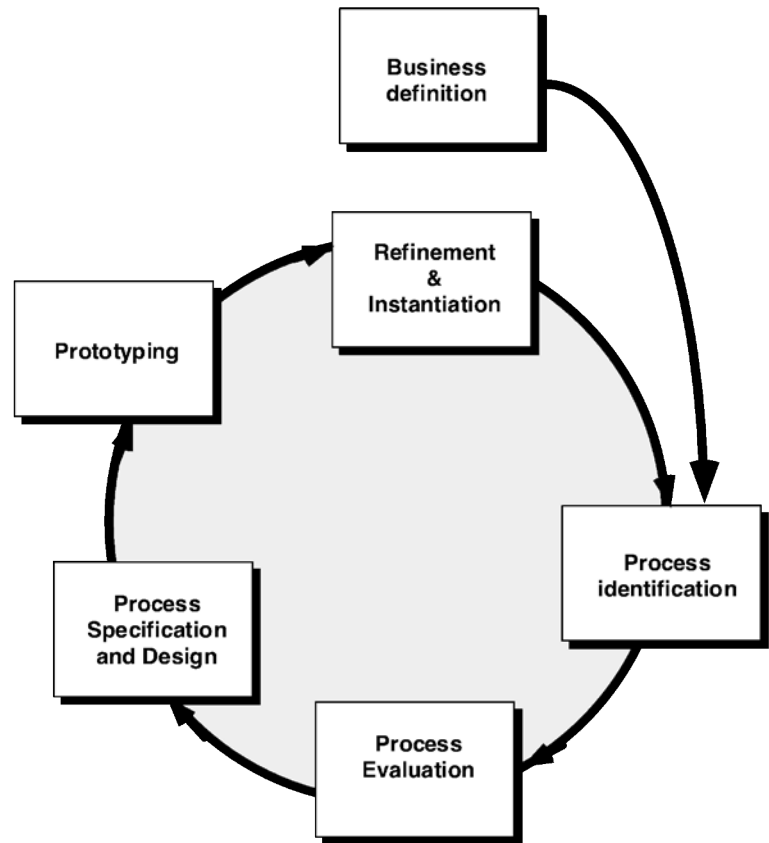 Business
definition
Refinement
&
Instantiation
Prototyping
Process
identification
Process
Specification
and Design
Process
Evaluation